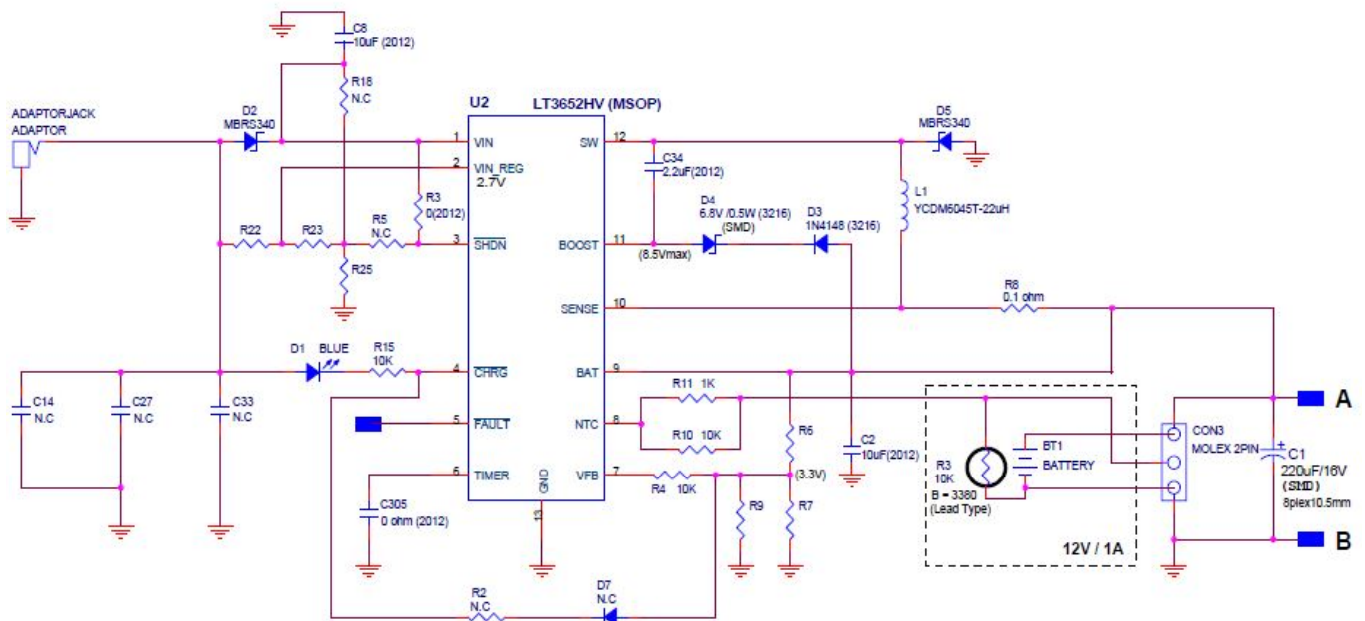 C8
10uF (2012)
R18
N.C
U2
LT3652HV (MSOP)
ADAPTORJACK
ADAPTOR
D2
MBRS340
1
VIN
SW
12
D5
MBRS340
2
VIN_REG
2.7V
C34
2.2uF(2012)
R3
0(2012)
L1
YCDM6045T-22uH
D4
6.8V /0.5W (3216)
(SMD)
D3
1N4148 (3216)
R22
R23
R5
N.C
3
SHDN
BOOST
11
(8.5Vmax)
R25
R8
0.1 ohm
SENSE
10
D1
BLUE
R15
10K
4
CHRG
BAT
9
C14
N.C
C27
N.C
C33
N.C
R11 1K
A
5
FAULT
NTC
8
R10 10K
R6
C2
10uF(2012)
R3
10K
B = 3380
(Lead Type)
BT1
BATTERY
CON3
MOLEX 2PIN
C1
220uF/16V
(SMD)
8piex10.5mm
6
TIMER
GND
13
VFB
7
R4 10K
(3.3V)
C305
0 ohm (2012)
R9
R7
12V / 1A
B
R2
N.C
D7
N.C